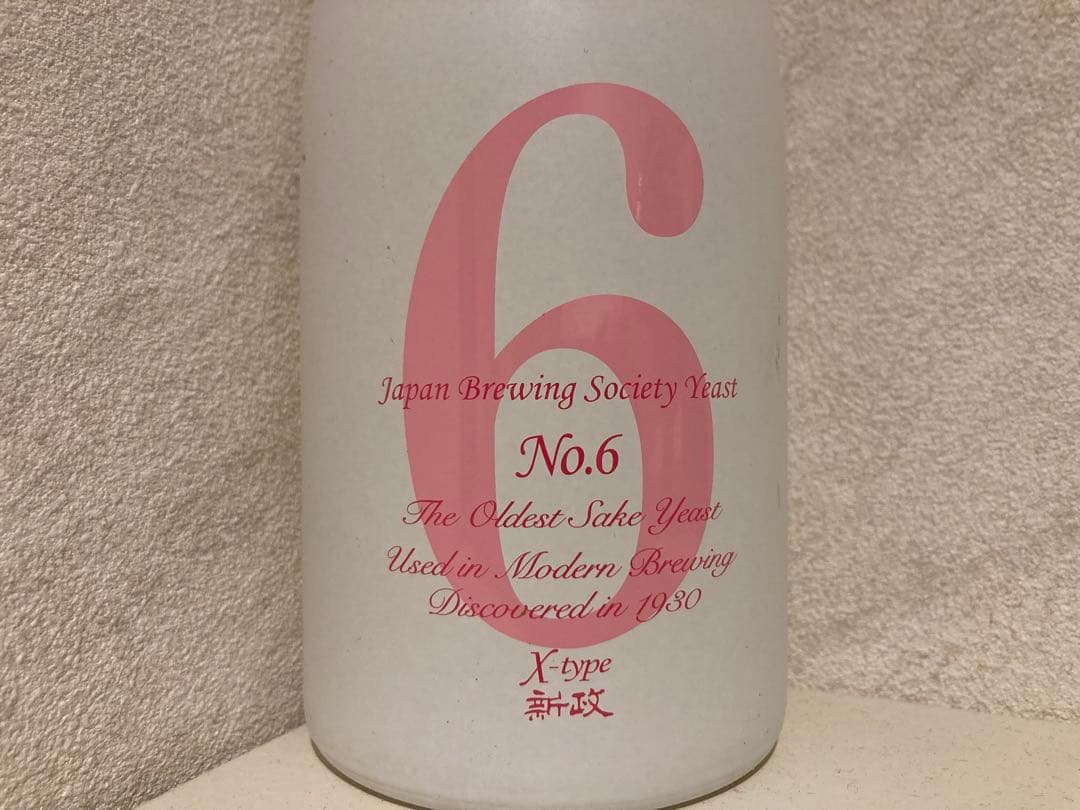 6
Japan Brewing Society Yeast
No.6
The Oldest Sake Yeast
Used in Modern Brewing
Discovered in 1930
X-type
新政